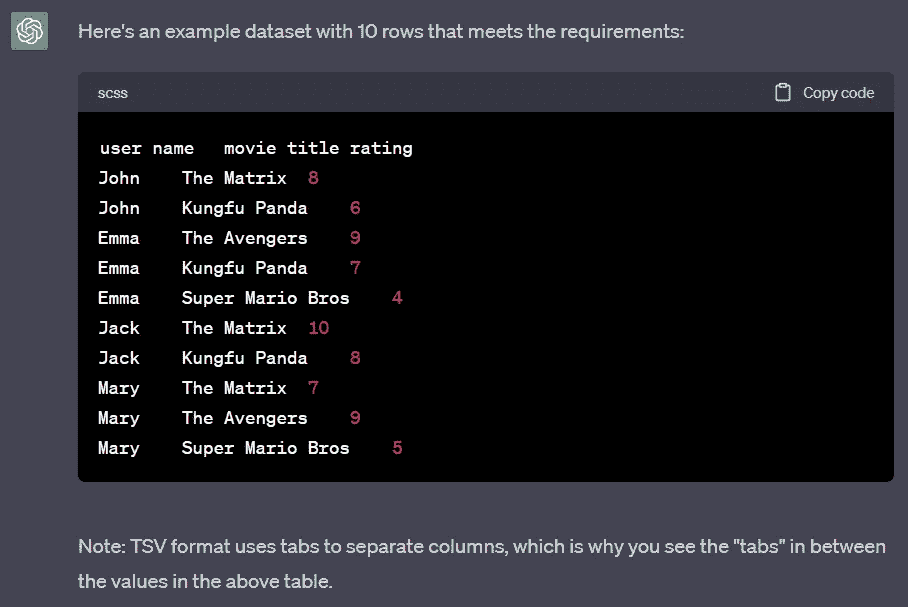 Here's an example dataset with 10 rows that meets the requirements:
scss Copy code
user name movie title rating
John The Matrix 8
John Kungfu Panda 6
Emma The Avengers 9
Emma Kungfu Panda 7
Emma Super Mario Bros 4
Jack The Matrix 10
Jack Kungfu Panda 8
Mary The Matrix 7
Mary The Avengers 9
Mary Super Mario Bros 5
Note: TSV format uses tabs to separate columns, which is why you see the "tabs" in between
the values in the above table.